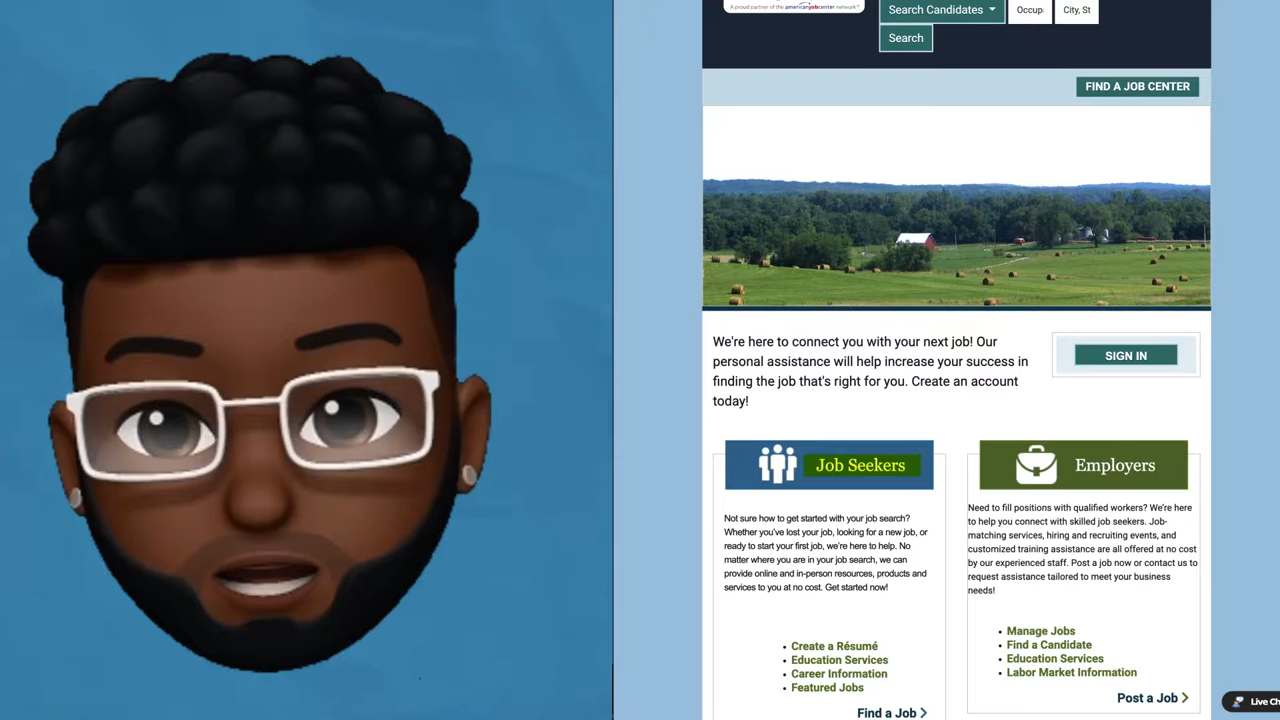 A proud partner of the americanjobcenter network
Search Candidates
Occup
City, St
Search
FIND A JOB CENTER
We're here to connect you with your next job! Our
personal assistance will help increase your success in
finding the job that's right for you. Create an account
today!
SIGN IN
Job Seekers
Not sure how to get started with your job search?
Whether you've lost your job, looking for a new job, or
ready to start your first job, we're here to help. No
matter where you are in your job search, we can
provide online and in-person resources, products and
services to you at no cost. Get started now!
• Create a Résumé
• Education Services
• Career Information
• Featured Jobs
Find a Job
Employers
Need to fill positions with qualified workers? We're here
to help you connect with skilled job seekers. Job-
matching services, hiring and recruiting events, and
customized training assistance are all offered at no cost
by our experienced staff. Post a job now or contact us to
request assistance tailored to meet your business
needs!
• Manage Jobs
• Find a Candidate
• Education Services
• Labor Market Information
Post a Job
Live Ch